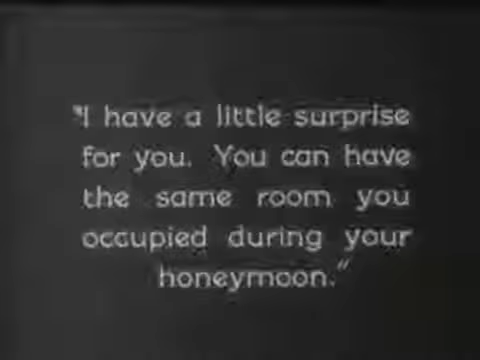 "I have a little surprise
for you. You can have
the same room you
occupied during your
honeymoon."